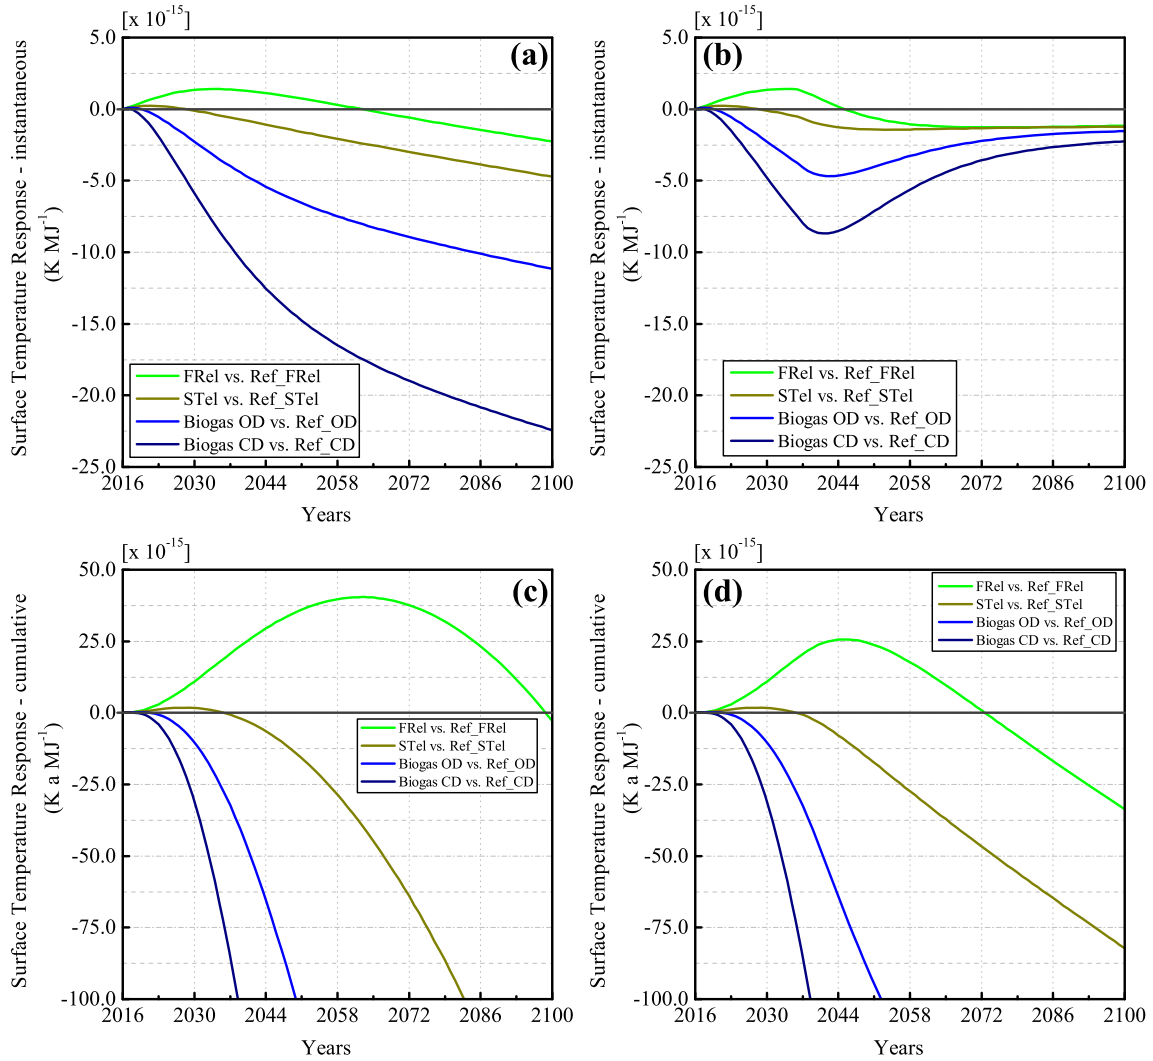 [x 10-15]
(a)
Surface Temperature Response - instantaneous
(K MJ-1)
5.0
0.0
-5.0
-10.0
-15.0
-20.0
-25.0
FRel vs. Ref_FRel
STel vs. Ref_STel
Biogas OD vs. Ref_OD
Biogas CD vs. Ref_CD
2016 2030 2044 2058 2072 2086 2100
Years
[x 10-15]
(b)
Surface Temperature Response - instantaneous
(K MJ-1)
5.0
0.0
-5.0
-10.0
-15.0
-20.0
-25.0
FRel vs. Ref_FRel
STel vs. Ref_STel
Biogas OD vs. Ref_OD
Biogas CD vs. Ref_CD
2016 2030 2044 2058 2072 2086 2100
Years
[x 10-15]
(c)
Surface Temperature Response - cumulative
(K a MJ-1)
50.0
25.0
0.0
-25.0
-50.0
-75.0
-100.0
FRel vs. Ref_FRel
STel vs. Ref_STel
Biogas OD vs. Ref_OD
Biogas CD vs. Ref_CD
2016 2030 2044 2058 2072 2086 2100
Years
[x 10-15]
(d)
Surface Temperature Response - cumulative
(K a MJ-1)
50.0
25.0
0.0
-25.0
-50.0
-75.0
-100.0
FRel vs. Ref_FRel
STel vs. Ref_STel
Biogas OD vs. Ref_OD
Biogas CD vs. Ref_CD
2016 2030 2044 2058 2072 2086 2100
Years